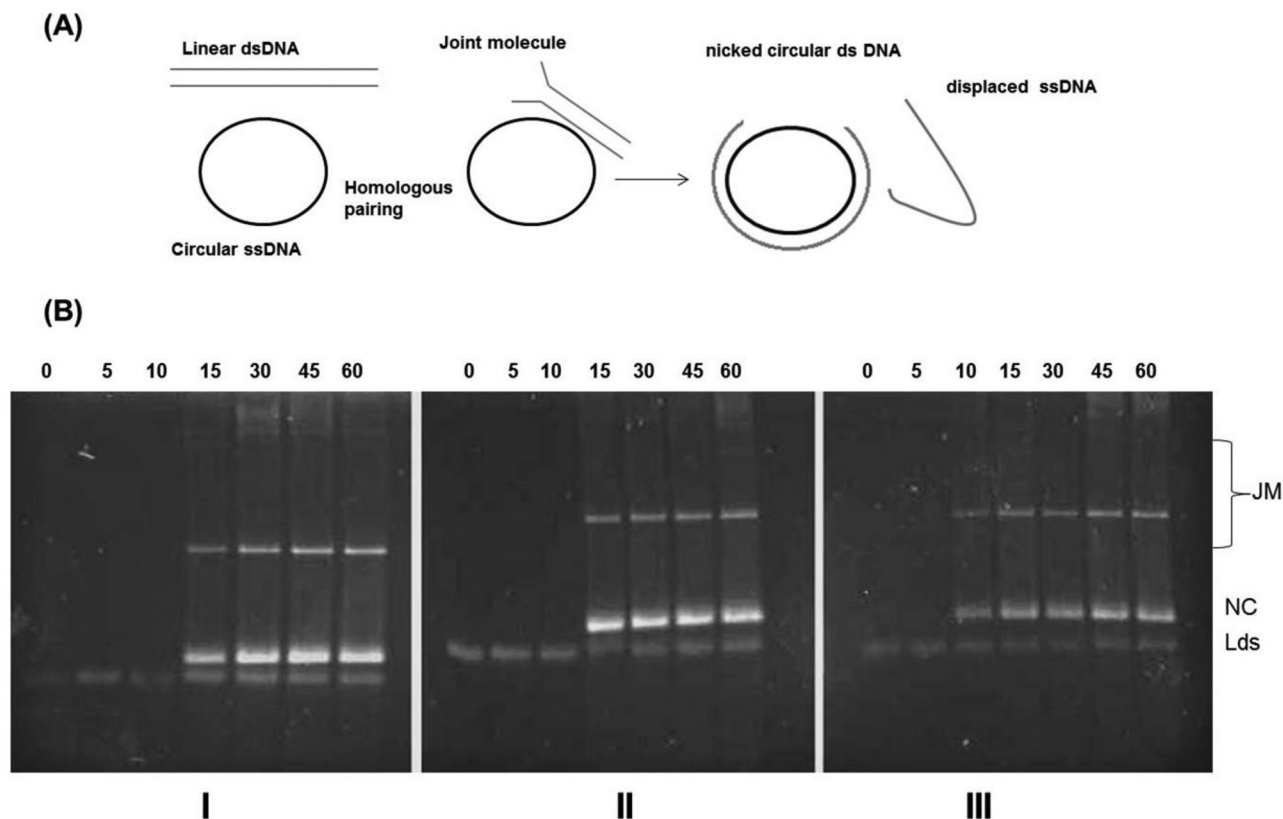 (A)
Linear dsDNA
Joint molecule
nicked circular ds DNA
displaced ssDNA
Homologous
pairing
Circular ssDNA
(B)
0 5 10 15 30 45 60 0 5 10 15 30 45 60 0 5 10 15 30 45 60
JM
NC
Lds
I II III